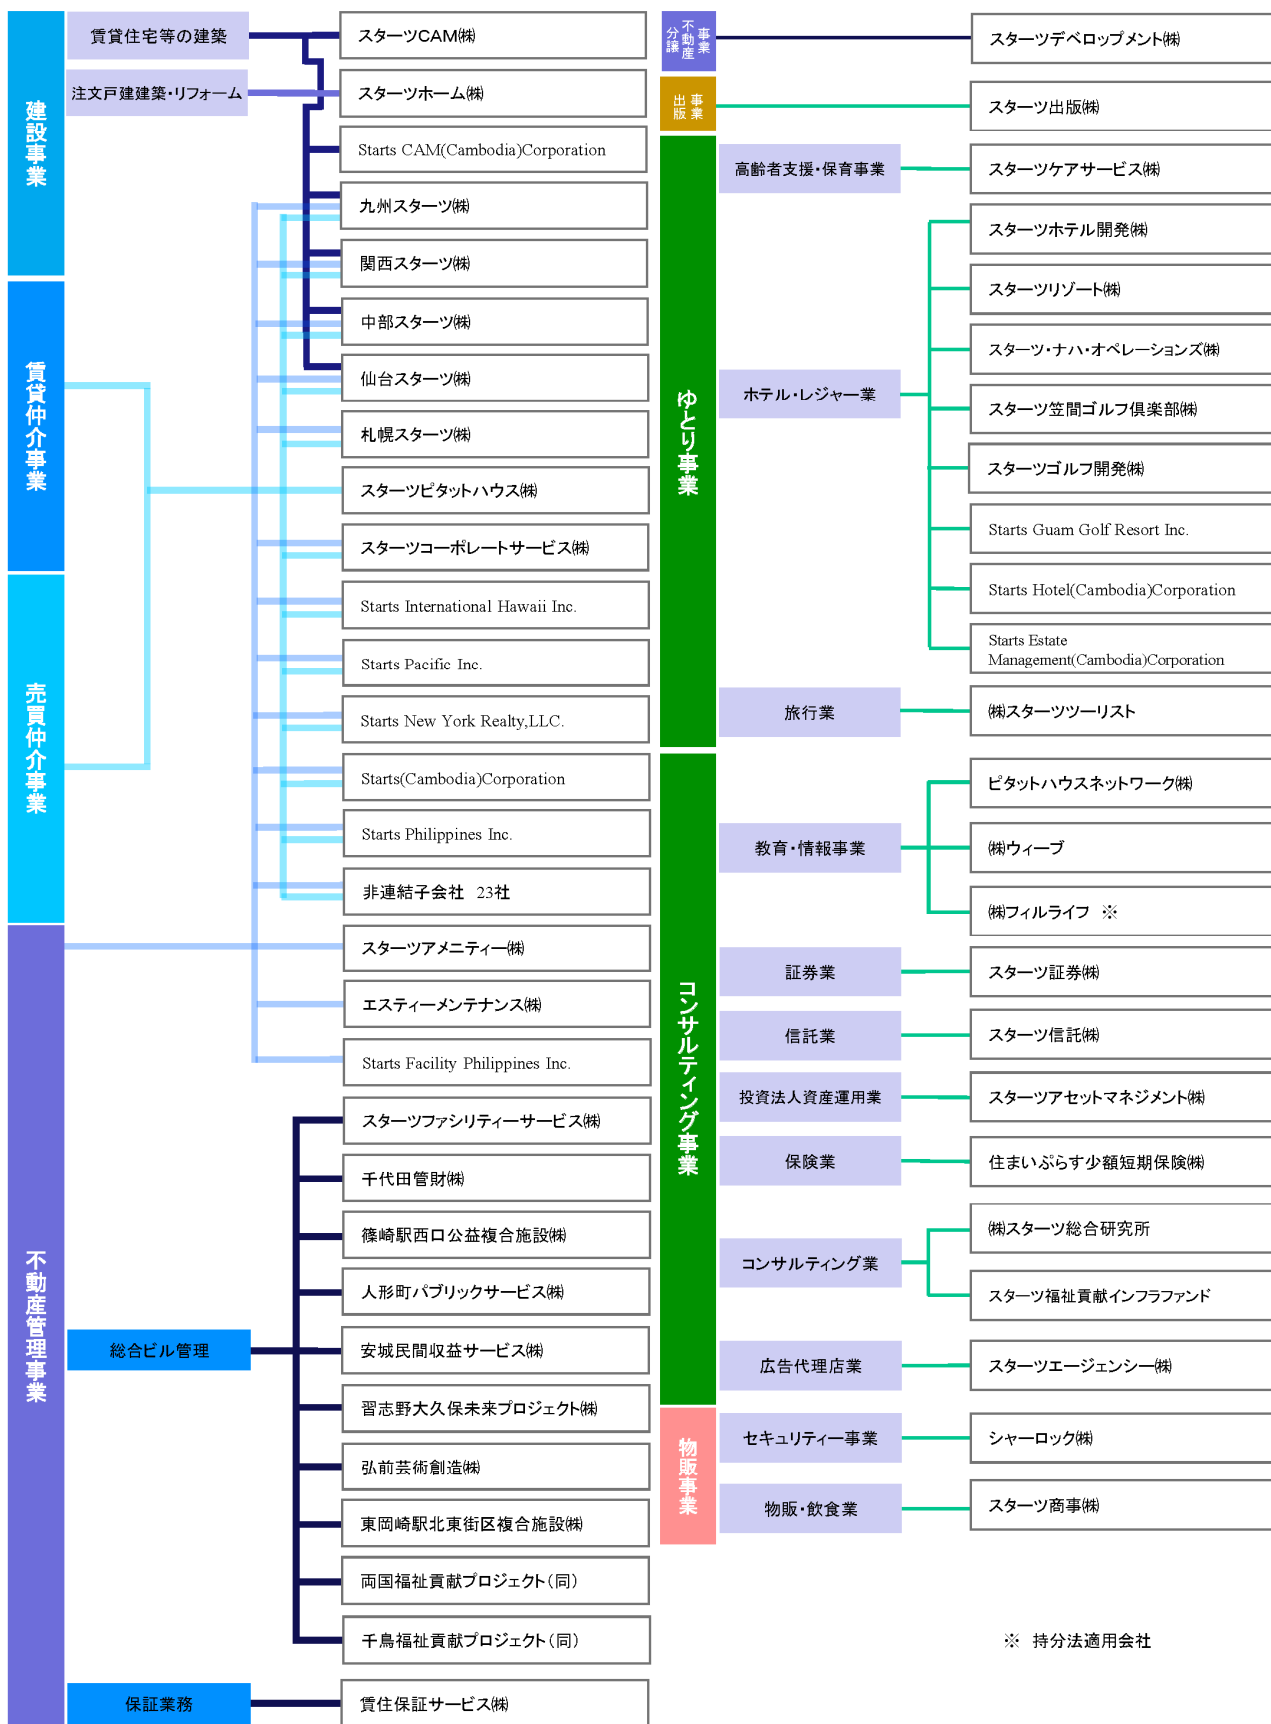 建設事業
賃貸住宅等の建築
スターツCAM㈱
注文戸建建築・リフォーム
スターツホーム㈱
Starts CAM(Cambodia)Corporation
九州スターツ㈱
関西スターツ㈱
賃貸仲介事業
中部スターツ㈱
仙台スターツ㈱
札幌スターツ㈱
スターツピタットハウス㈱
スターツコーポレートサービス㈱
売買仲介事業
Starts International Hawaii Inc.
Starts Pacific Inc.
Starts New York Realty,LLC.
Starts(Cambodia)Corporation
Starts Philippines Inc.
非連結子会社 23社
不動産管理事業
スターツアメニティー㈱
エスティーメンテナンス㈱
Starts Facility Philippines Inc.
総合ビル管理
スターツファシリティーサービス㈱
千代田管財㈱
篠崎駅西口公益複合施設㈱
人形町パブリックサービス㈱
安城民間収益サービス㈱
習志野大久保未来プロジェクト㈱
弘前芸術創造㈱
東岡崎駅北東街区複合施設㈱
両国福祉貢献プロジェクト(同)
千鳥福祉貢献プロジェクト(同)
保証業務
賃住保証サービス㈱
不動産
分譲
事業
スターツデベロップメント㈱
出版
事業
スターツ出版㈱
ゆとり事業
高齢者支援・保育事業
スターツケアサービス㈱
ホテル・レジャー業
スターツホテル開発㈱
スターツリゾート㈱
スターツ・ナハ・オペレーションズ㈱
スターツ笠間ゴルフ倶楽部㈱
スターツゴルフ開発㈱
Starts Guam Golf Resort Inc.
Starts Hotel(Cambodia)Corporation
Starts Estate
Management(Cambodia)Corporation
旅行業
㈱スターツツーリスト
コンサルティング事業
教育・情報事業
ピタットハウスネットワーク㈱
㈱ウィーブ
㈱フィルライフ ※
証券業
スターツ証券㈱
信託業
スターツ信託㈱
投資法人資産運用業
スターツアセットマネジメント㈱
保険業
住まいぷらす少額短期保険㈱
コンサルティング業
㈱スターツ総合研究所
スターツ福祉貢献インフラファンド
広告代理店業
スターツエージェンシー㈱
物販事業
セキュリティー事業
シャーロック㈱
物販・飲食業
スターツ商事㈱
※ 持分法適用会社